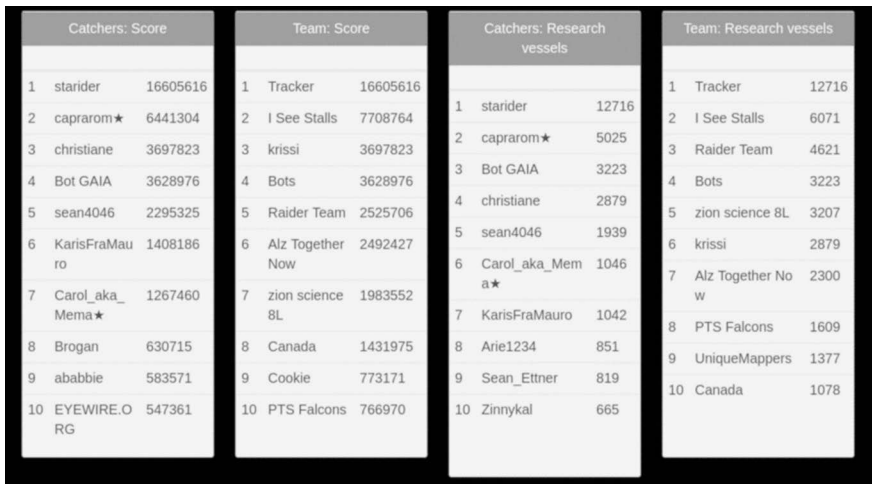 Catchers: Score
1 starider 16605616
2 caprarom★ 6441304
3 christiane 3697823
4 Bot GAIA 3628976
5 sean4046 2295325
6 KarisFraMau 1408186
ro
7 Carol_aka_ 1267460
Mema★
8 Brogan 630715
9 ababbie 583571
10 EYEWIRE.O 547361
RG
Team: Score
1 Tracker 16605616
2 I See Stalls 7708764
3 krissi 3697823
4 Bots 3628976
5 Raider Team 2525706
6 Alz Together 2492427
Now
7 zion science 1983552
8L
8 Canada 1431975
9 Cookie 773171
10 PTS Falcons 766970
Catchers: Research
vessels
1 starider 12716
2 caprarom★ 5025
3 Bot GAIA 3223
4 christiane 2879
5 sean4046 1939
6 Carol_aka_Mem 1046
a★
7 KarisFraMauro 1042
8 Arie1234 851
9 Sean_Ettner 819
10 Zinnykal 665
Team: Research vessels
1 Tracker 12716
2 I See Stalls 6071
3 Raider Team 4621
4 Bots 3223
5 zion science 8L 3207
6 krissi 2879
7 Alz Together No 2300
w
8 PTS Falcons 1609
9 UniqueMappers 1377
10 Canada 1078